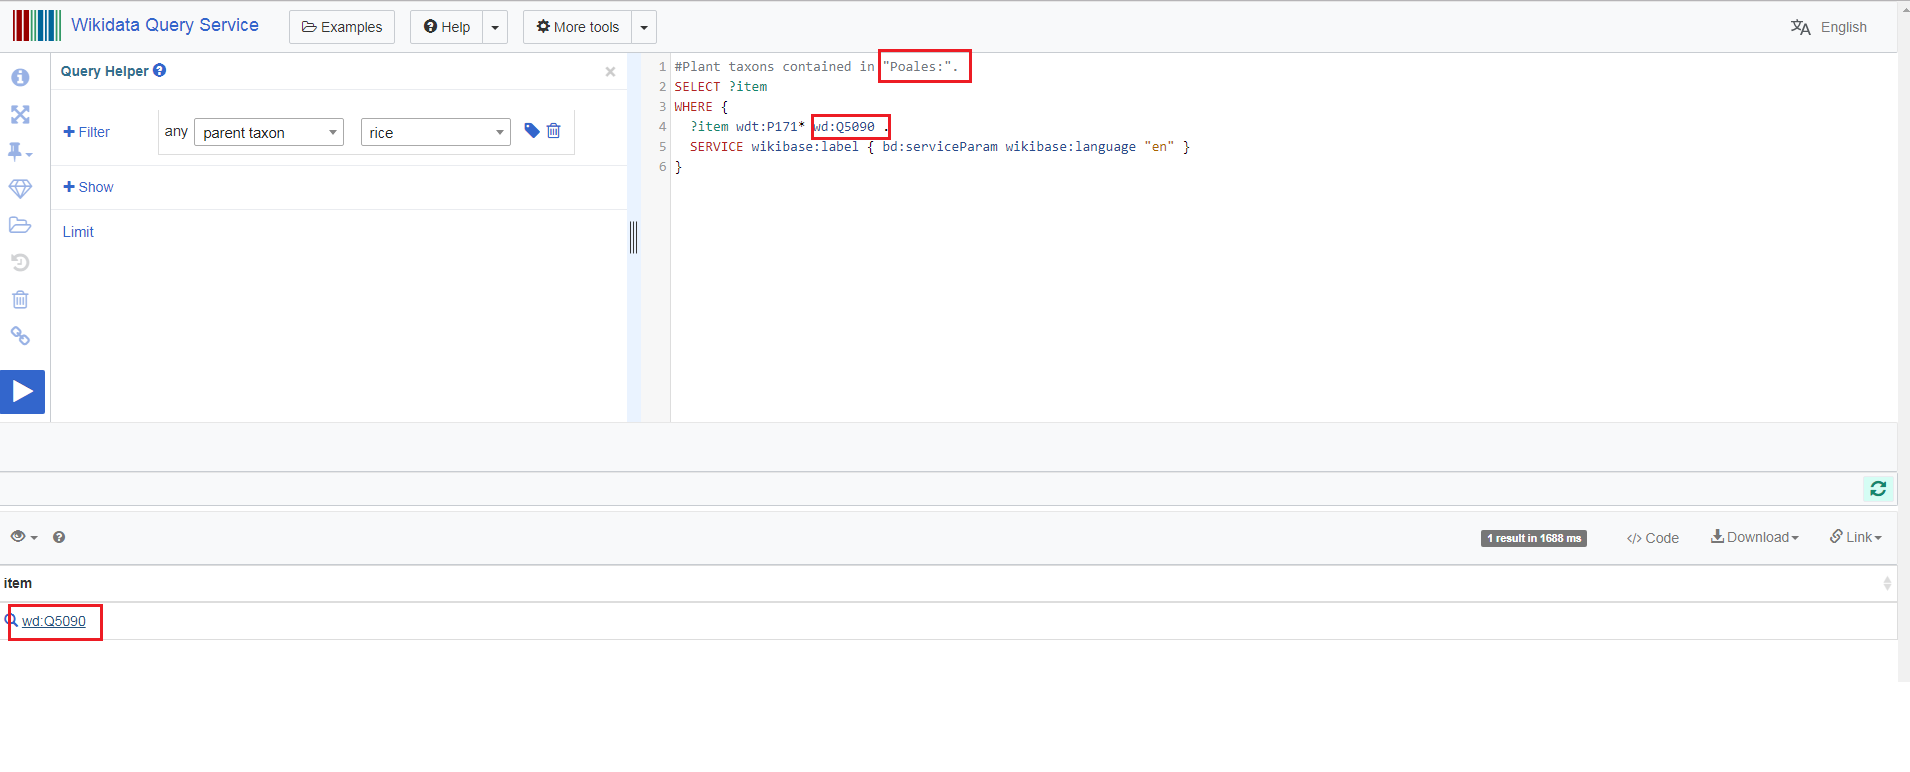 Wikidata Query Service
Examples
Help
More tools
English
Query Helper
Filter
any parent taxon rice
Show
Limit
1 #Plant taxons contained in "Poales:".
2 SELECT ?item
3 WHERE {
4 ?item wdt:P171* wd:Q5090 .
5 SERVICE wikibase:label { bd:serviceParam wikibase:language "en" }
6 }
1 result in 1688 ms
</> Code
Download
Link
item
wd:Q5090